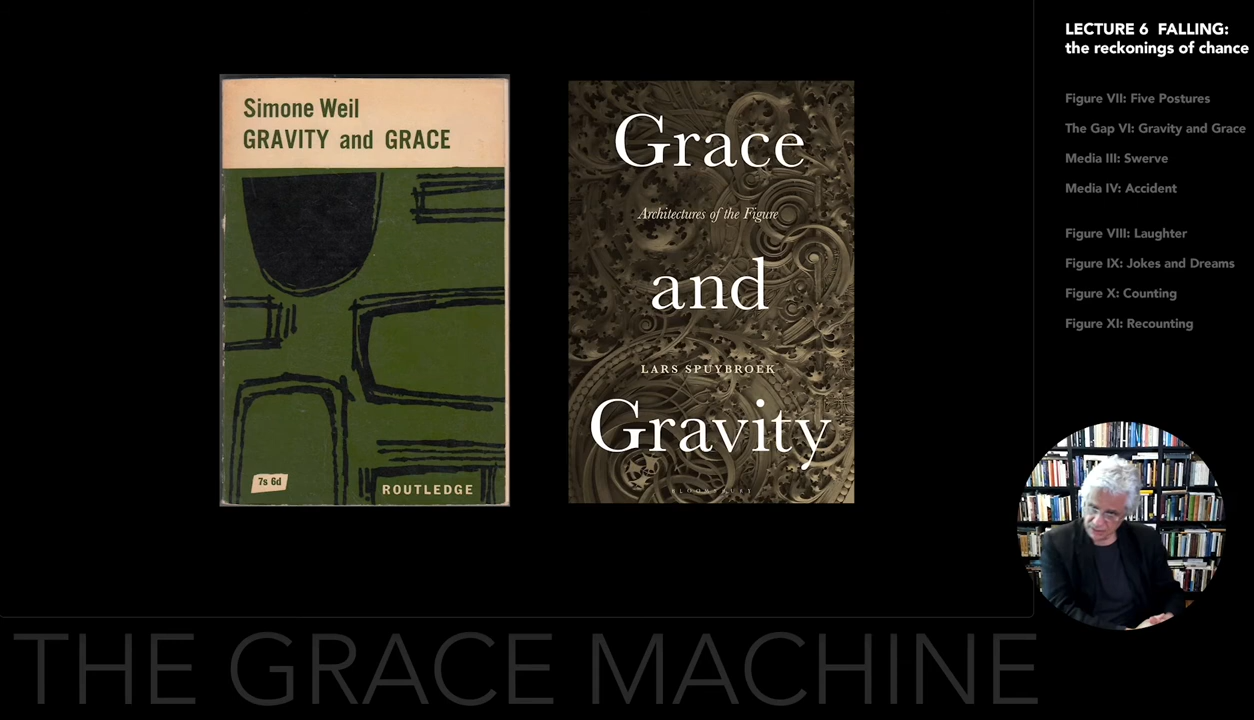 Simone Weil
GRAVITY and GRACE
7s 6d
ROUTLEDGE
Grace
Architectures of the Figure
and
LARS SPUYBROEK
Gravity
BLOOMSBURY
LECTURE 6 FALLING:
the reckonings of chance
Figure VII: Five Postures
The Gap VI: Gravity and Grace
Media III: Swerve
Media IV: Accident
Figure VIII: Laughter
Figure IX: Jokes and Dreams
Figure X: Counting
Figure XI: Recounting
THE GRACE MACHINE